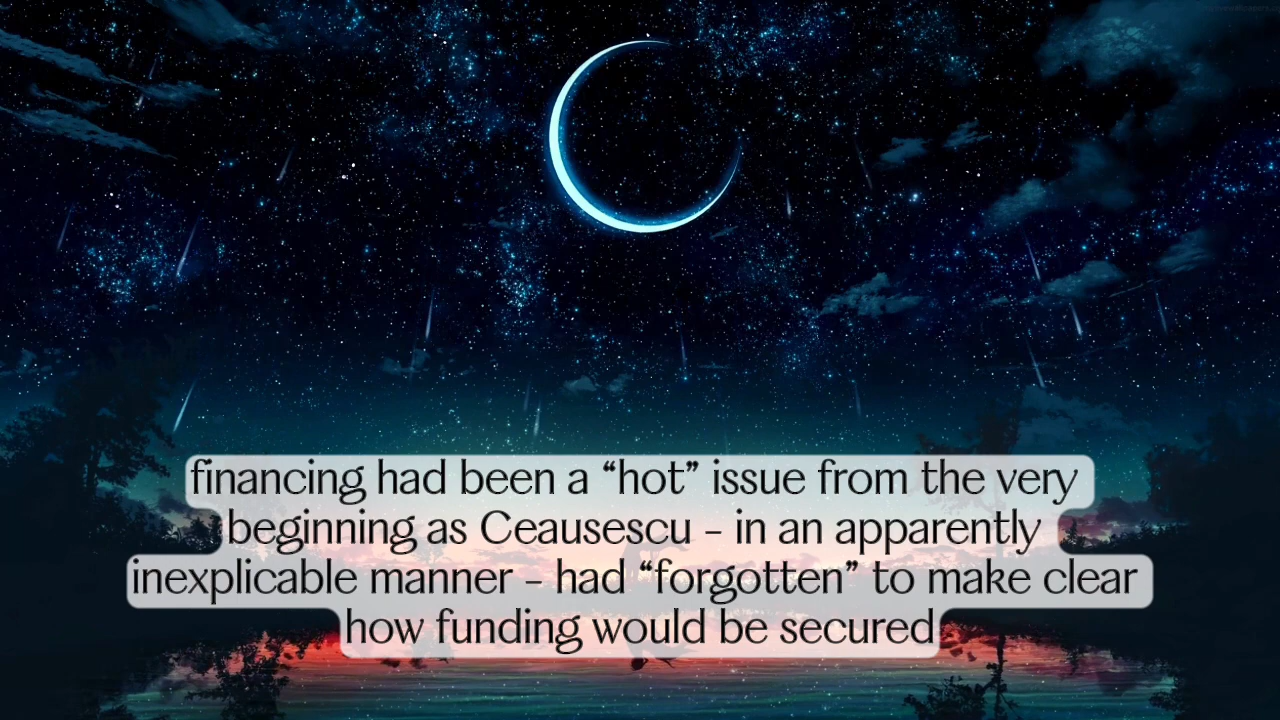 financing had been a “hot” issue from the very
beginning as Ceausescu – in an apparently
inexplicable manner – had “forgotten” to make clear
how funding would be secured